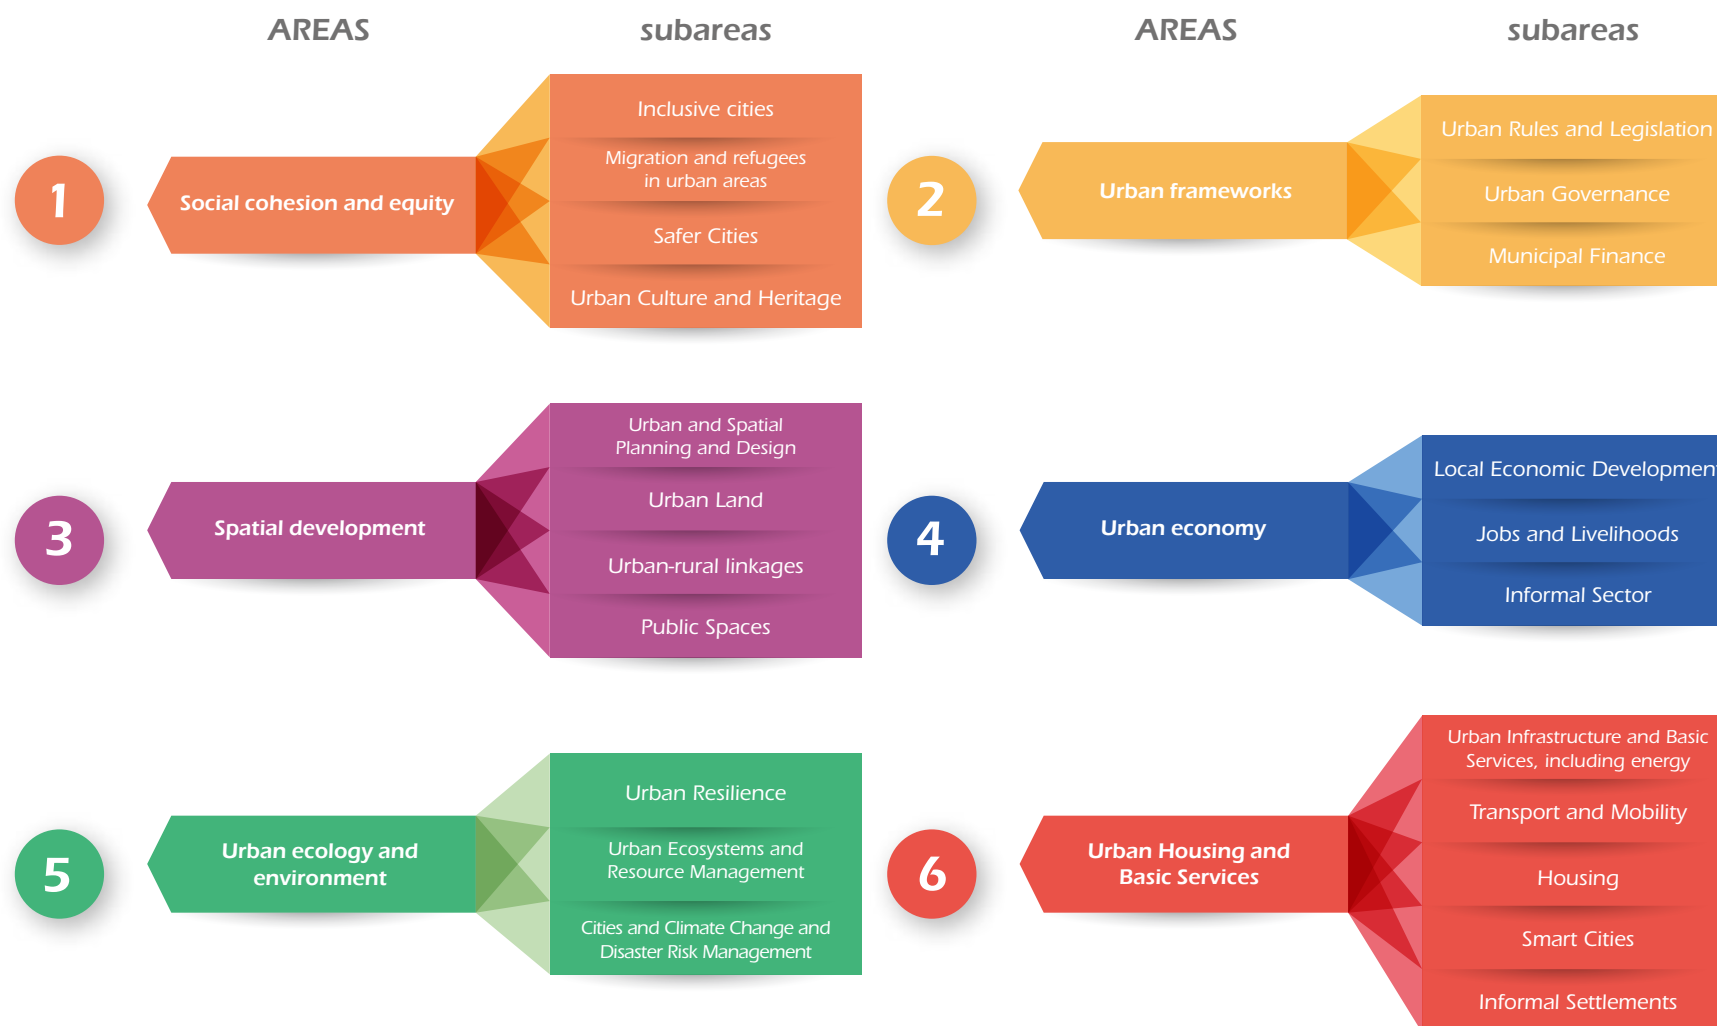 AREAS
subareas
AREAS
subareas
1
Social cohesion and equity
Inclusive cities
Migration and refugees
in urban areas
Safer Cities
Urban Culture and Heritage
2
Urban frameworks
Urban Rules and Legislation
Urban Governance
Municipal Finance
3
Spatial development
Urban and Spatial
Planning and Design
Urban Land
Urban-rural linkages
Public Spaces
4
Urban economy
Local Economic Development
Jobs and Livelihoods
Informal Sector
5
Urban ecology and
environment
Urban Resilience
Urban Ecosystems and
Resource Management
Cities and Climate Change and
Disaster Risk Management
6
Urban Housing and
Basic Services
Urban Infrastructure and Basic
Services, including energy
Transport and Mobility
Housing
Smart Cities
Informal Settlements